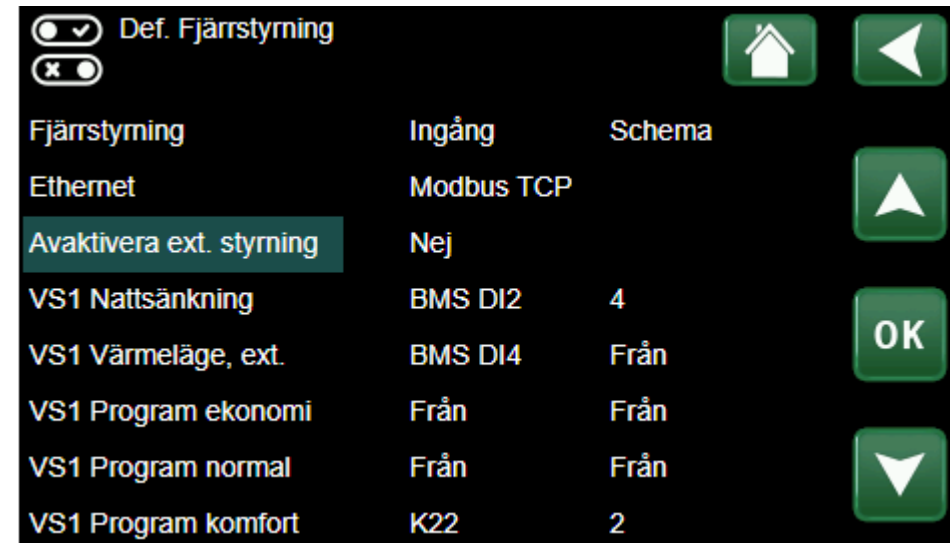 Def. Fjärrstyrning
Fjärrstyrning Ingång Schema
Ethernet Modbus TCP
Avaktivera ext. styrning Nej
VS1 Nattsänkning BMS DI2 4
VS1 Värmeläge, ext. BMS DI4 Från
OK
VS1 Program ekonomi Från Från
VS1 Program normal Från Från
VS1 Program komfort K22 2